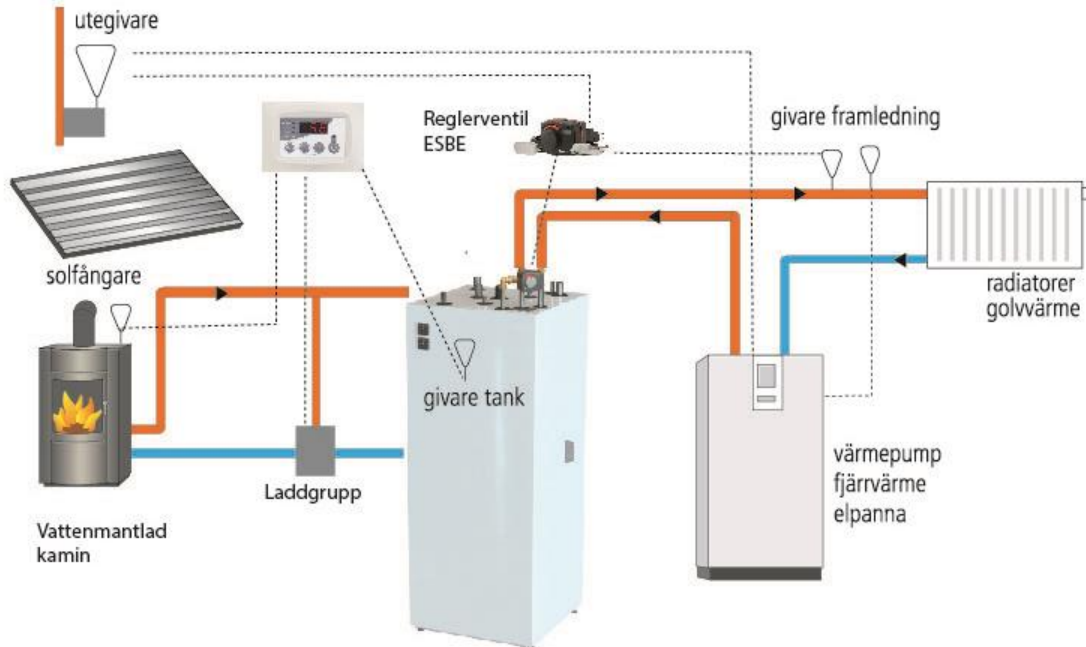 utegivare
Reglerventil
ESBE
givare framledning
solfångare
radiatorer
golvvärme
givare tank
Laddgrupp
värmepump
fjärrvärme
elpanna
Vattenmantlad
kamin